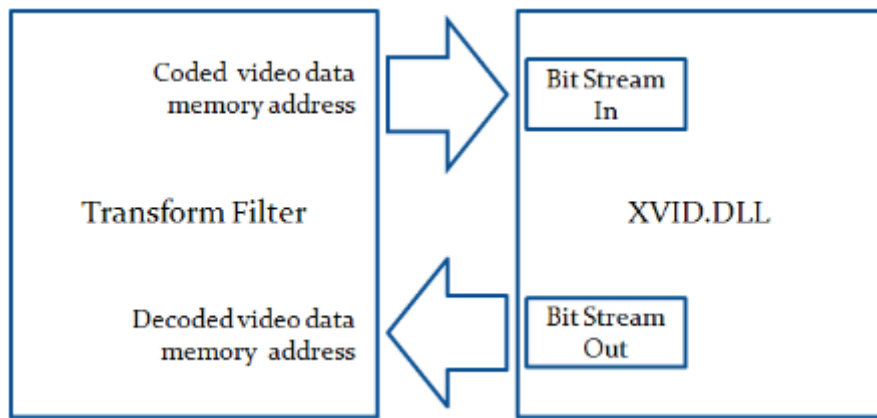 Coded video data
memory address
Bit Stream
In
Transform Filter
XVID.DLL
Decoded video data
memory address
Bit Stream
Out